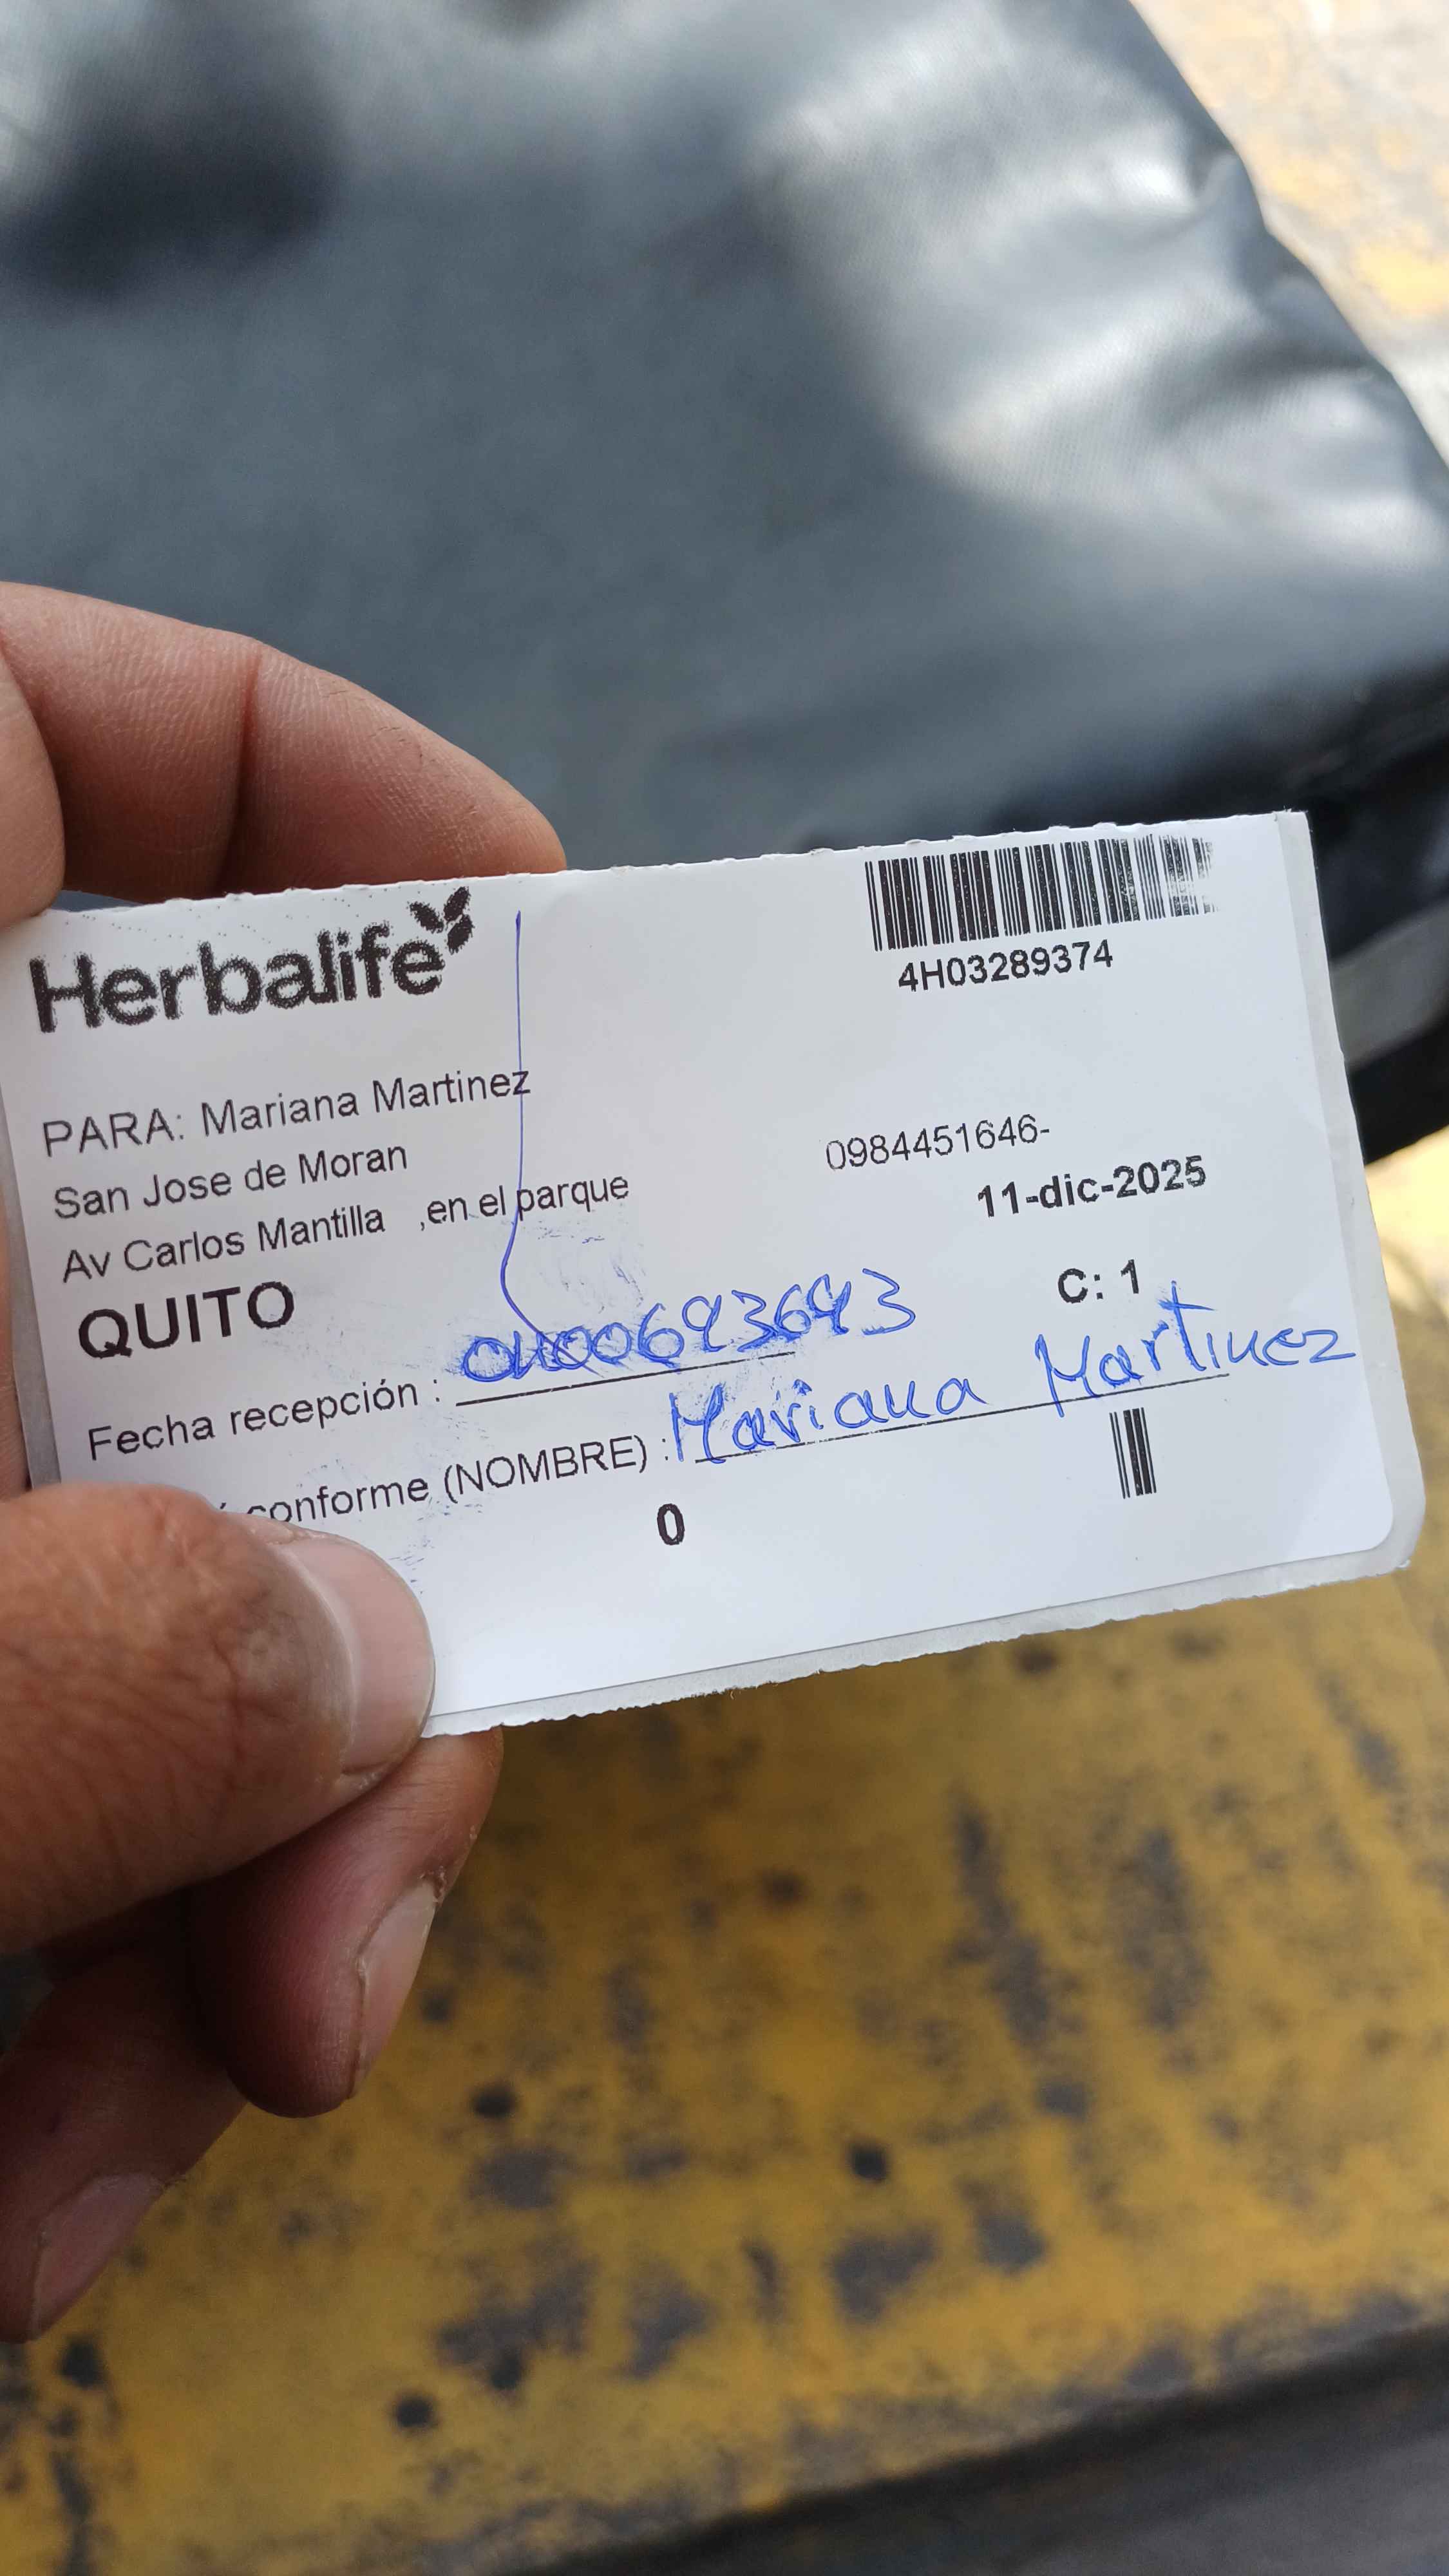 Herbalife
4H03289374
PARA: Mariana Martinez
San Jose de Moran
0984451646-
Av Carlos Mantilla ,en el parque
11-dic-2025
QUITO
C: 1
Fecha recepción :
conforme (NOMBRE) : Mariana Martinez
0